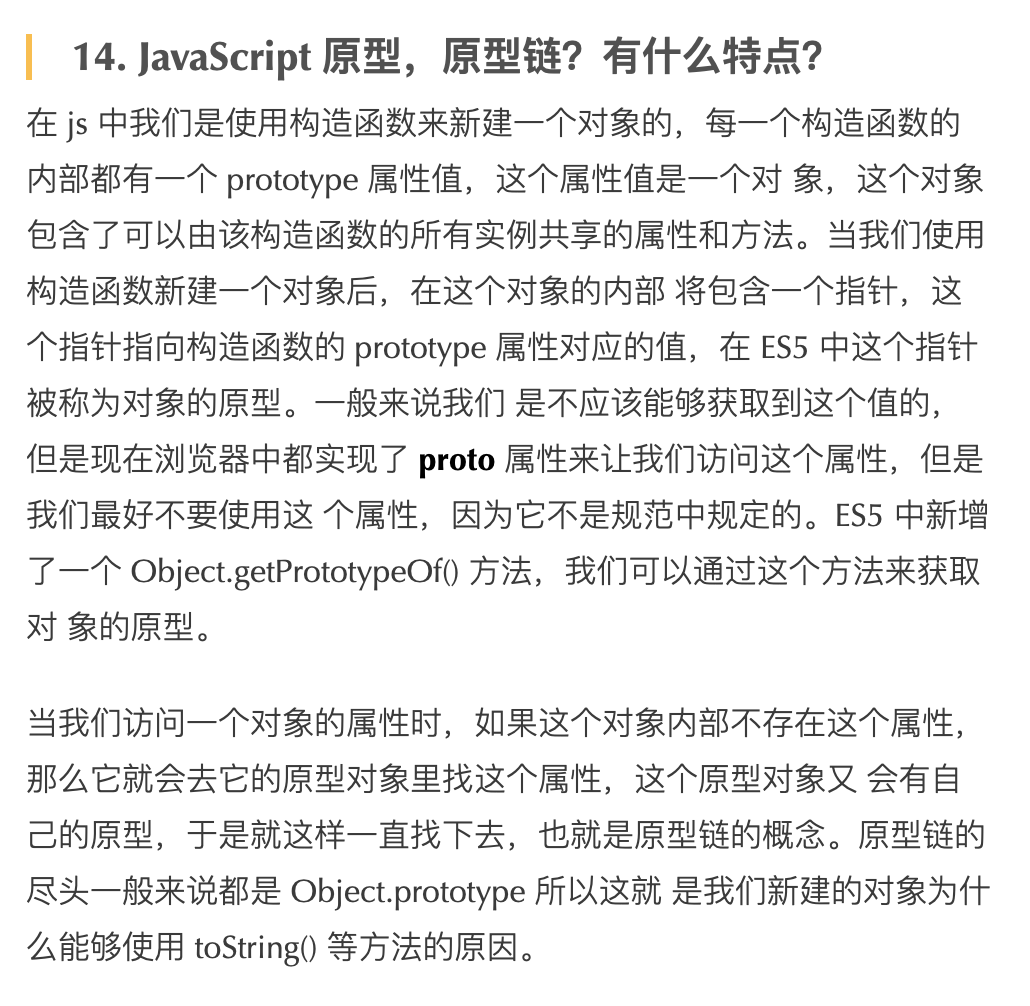 14. JavaScript 原型，原型链？有什么特点？
在 js 中我们是使用构造函数来新建一个对象的，每一个构造函数的
内部都有一个 prototype 属性值，这个属性值是一个对 象，这个对象
包含了可以由该构造函数的所有实例共享的属性和方法。当我们使用
构造函数新建一个对象后，在这个对象的内部 将包含一个指针，这
个指针指向构造函数的 prototype 属性对应的值，在 ES5 中这个指针
被称为对象的原型。一般来说我们 是不应该能够获取到这个值的，
但是现在浏览器中都实现了 proto 属性来让我们访问这个属性，但是
我们最好不要使用这 个属性，因为它不是规范中规定的。ES5 中新增
了一个 Object.getPrototypeOf() 方法，我们可以通过这个方法来获取
对 象的原型。
当我们访问一个对象的属性时，如果这个对象内部不存在这个属性，
那么它就会去它的原型对象里找这个属性，这个原型对象又 会有自
己的原型，于是就这样一直找下去，也就是原型链的概念。原型链的
尽头一般来说都是 Object.prototype 所以这就 是我们新建的对象为什
么能够使用 toString() 等方法的原因。